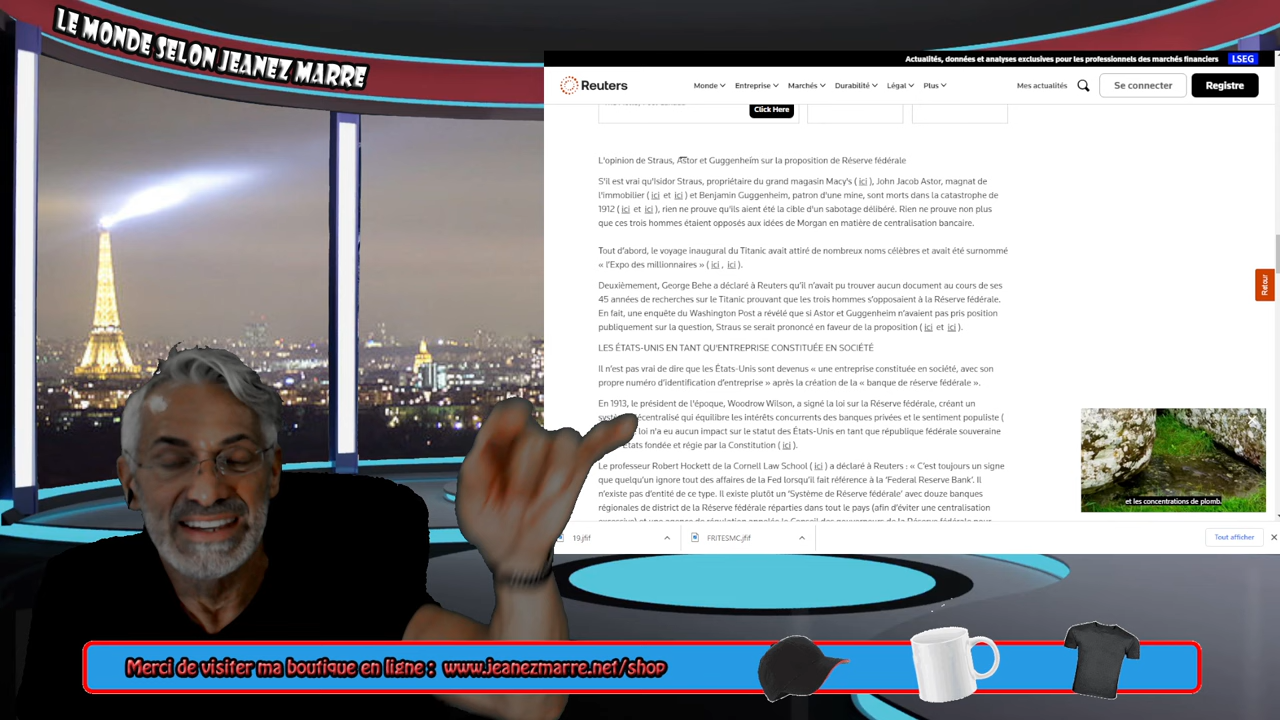 LE MONDE SELON JEANEZ MARRE
Actualités, données et analyses exclusives pour les professionnels des marchés financiers LSEG
Reuters
Monde Entreprise Marchés Durabilité Légal Plus
Mes actualités Se connecter Registre
Click Here
L'opinion de Straus, Astor et Guggenheim sur la proposition de Réserve fédérale
S'il est vrai qu'Isidor Straus, propriétaire du grand magasin Macy's ( ici ), John Jacob Astor, magnat de
l'immobilier ( ici et ici ) et Benjamin Guggenheim, patron d'une mine, sont morts dans la catastrophe de
1912 ( ici et ici ), rien ne prouve qu'ils aient été la cible d'un sabotage délibéré. Rien ne prouve non plus
que ces trois hommes étaient opposés aux idées de Morgan en matière de centralisation bancaire.
Tout d'abord, le voyage inaugural du Titanic avait attiré de nombreux noms célèbres et avait été surnommé
« l'Expo des millionnaires » ( ici , ici ).
Deuxièmement, George Behe a déclaré à Reuters qu'il n'avait pu trouver aucun document au cours de ses
45 années de recherches sur le Titanic prouvant que les trois hommes s'opposaient à la Réserve fédérale.
En fait, une enquête du Washington Post a révélé que si Astor et Guggenheim n'avaient pas pris position
publiquement sur la question, Straus se serait prononcé en faveur de la proposition ( ici et ici ).
LES ÉTATS-UNIS EN TANT QU'ENTREPRISE CONSTITUÉE EN SOCIÉTÉ
Il n'est pas vrai de dire que les États-Unis sont devenus « une entreprise constituée en société, avec son
propre numéro d'identification d'entreprise » après la création de la « banque de réserve fédérale ».
En 1913, le président de l'époque, Woodrow Wilson, a signé la loi sur la Réserve fédérale, créant un
décentralisé qui équilibre les intérêts concurrents des banques privées et le sentiment populiste (
loi n'a eu aucun impact sur le statut des États-Unis en tant que république fédérale souveraine
États fondée et régie par la Constitution ( ici ).
Le professeur Robert Hockett de la Cornell Law School ( ici ) a déclaré à Reuters : « C'est toujours un signe
que quelqu'un ignore tout des affaires de la Fed lorsqu'il fait référence à la 'Federal Reserve Bank'. Il
n'existe pas d'entité de ce type. Il existe plutôt un 'Système de Réserve fédérale' avec douze banques
régionales de district de la Réserve fédérale réparties dans tout le pays (afin d'éviter une centralisation
Retour
et les concentrations de plomb.
19.jfif
FRITESMC.jfif
Tout afficher
Merci de visiter ma boutique en ligne : www.jeanezmarre.net/shop